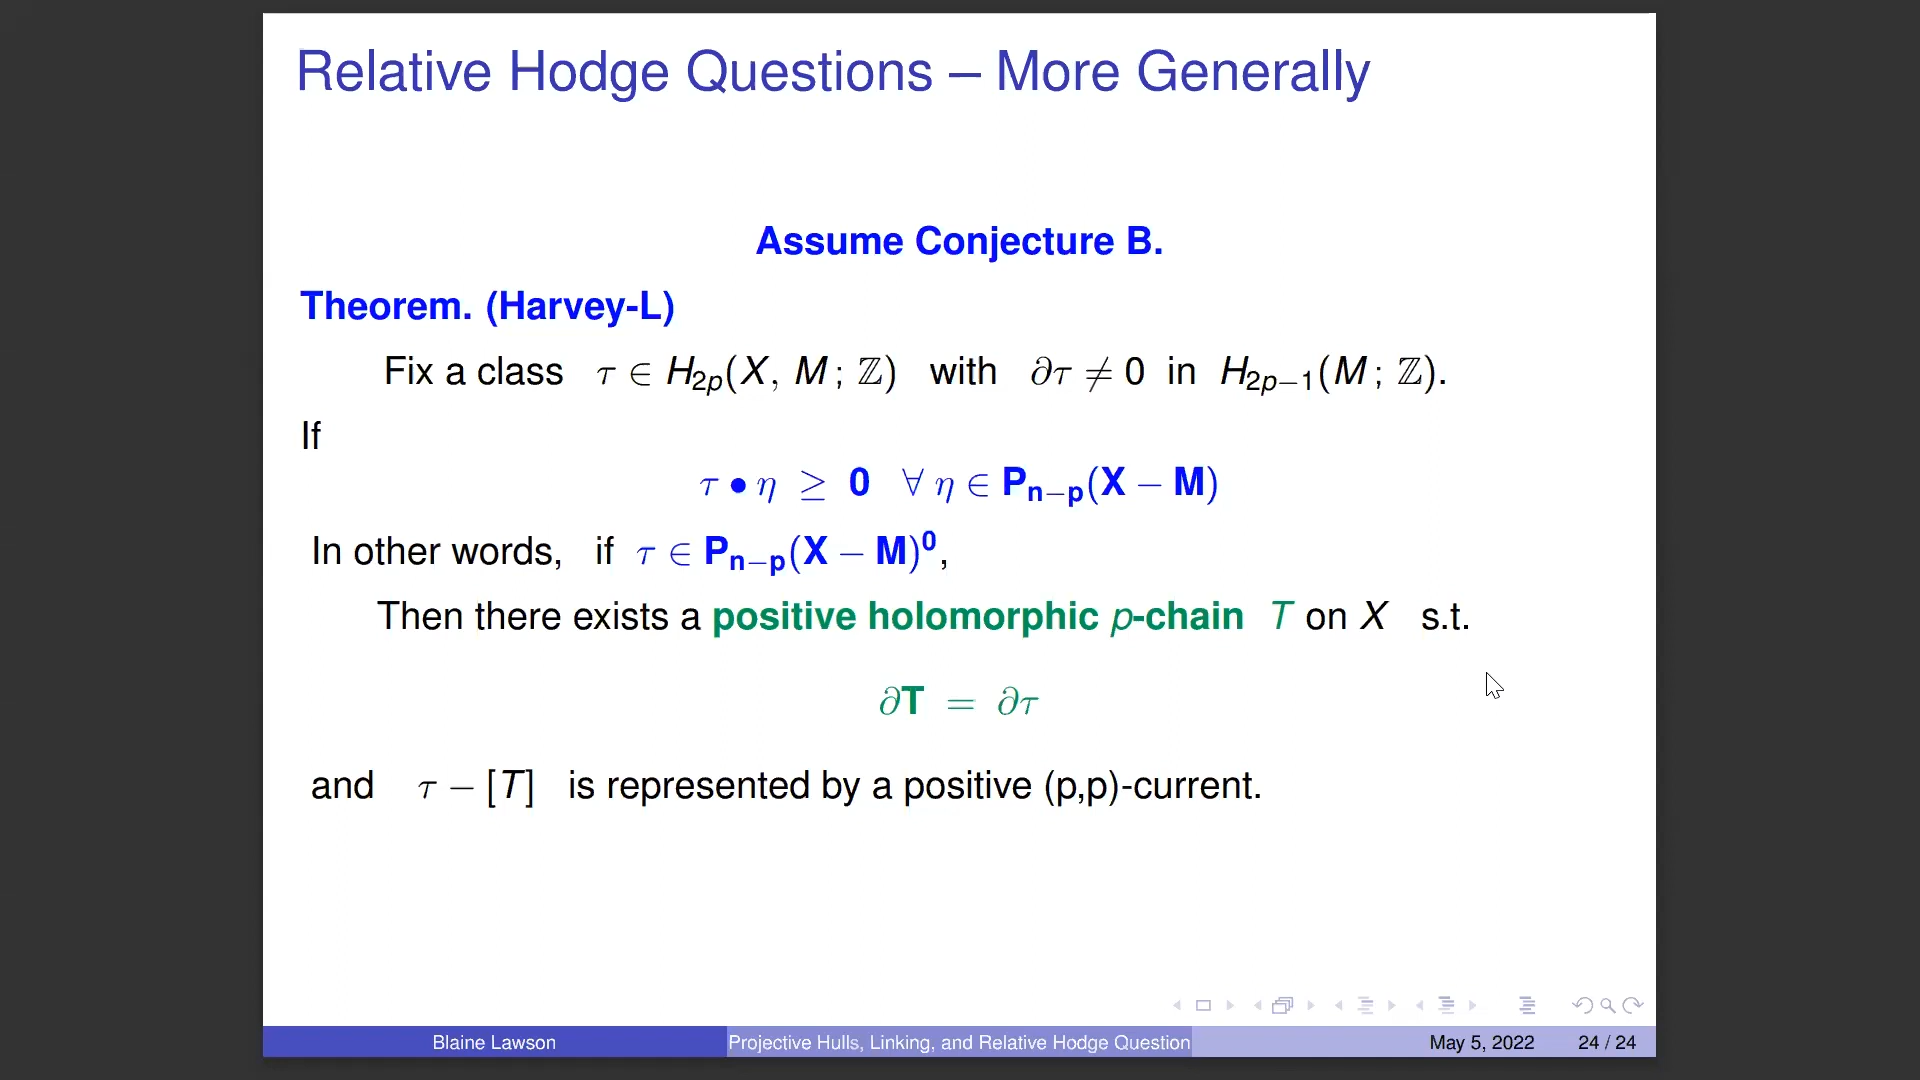 Relative Hodge Questions – More Generally
Assume Conjecture B.
Theorem. (Harvey-L)
Fix a class τ ∈ H₂ₚ(X, M; ℤ) with ∂τ ≠ 0 in H₂ₚ₋₁(M; ℤ).
If
τ • η ≥ 0 ∀ η ∈ Pₙ₋ₚ(X − M)
In other words, if τ ∈ Pₙ₋ₚ(X − M)⁰,
Then there exists a positive holomorphic p-chain T on X s.t.
∂T = ∂τ
and τ − [T] is represented by a positive (p,p)-current.
Blaine Lawson Projective Hulls, Linking, and Relative Hodge Question May 5, 2022 24 / 24